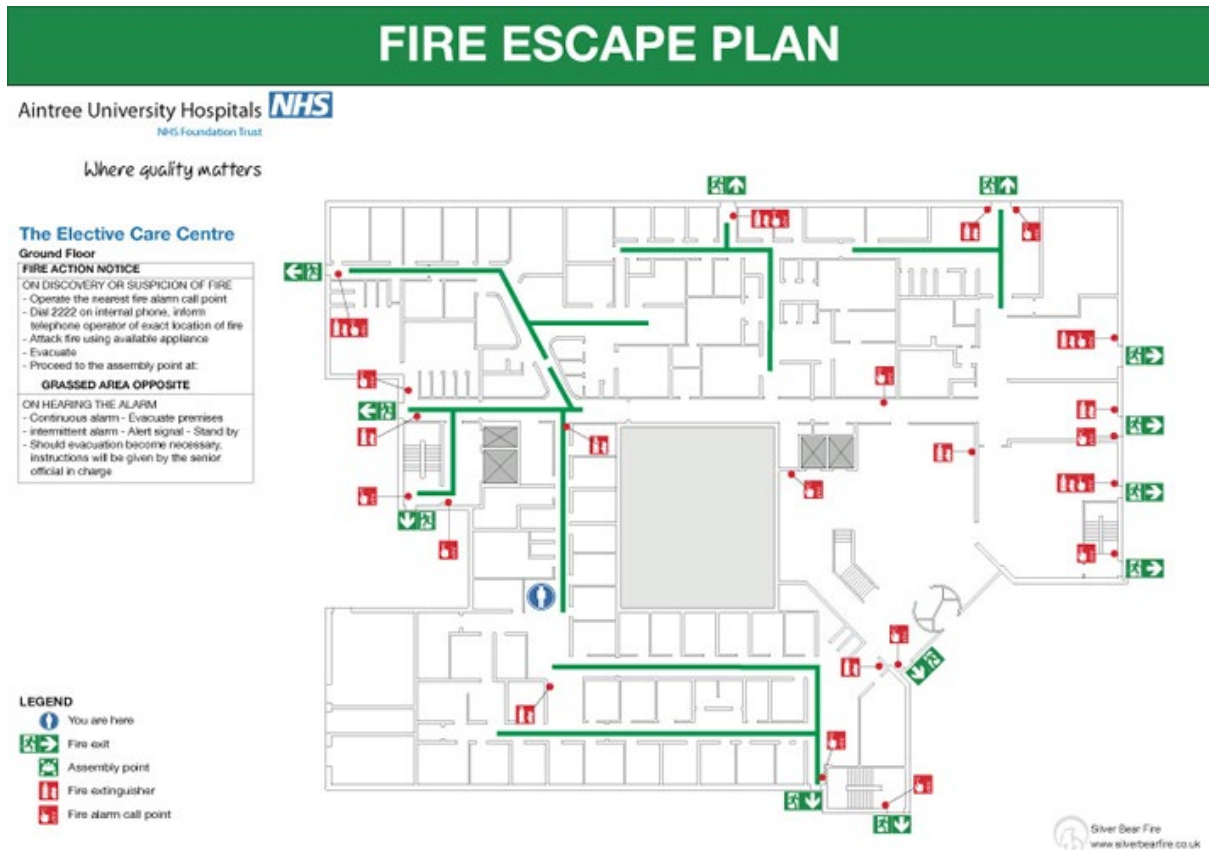 FIRE ESCAPE PLAN
Aintree University Hospitals NHS
NHS Foundation Trust
Where quality matters
The Elective Care Centre
Ground Floor
FIRE ACTION NOTICE
ON DISCOVERY OR SUSPICION OF FIRE
- Operate the nearest fire alarm call point
- Dial 2222 on internal phone, inform
telephone operator of exact location of fire
- Attack fire using available appliance
- Evacuate
- Proceed to the assembly point at:
GRASSED AREA OPPOSITE
ON HEARING THE ALARM
- Continuous alarm - Evacuate premises
- intermittent alarm - Alert signal - Stand by
- Should evacuation become necessary,
instructions will be given by the senior
official in charge
LEGEND
You are here
Fire exit
Assembly point
Fire extinguisher
Fire alarm call point
Silver Bear Fire
www.silverbearfire.co.uk